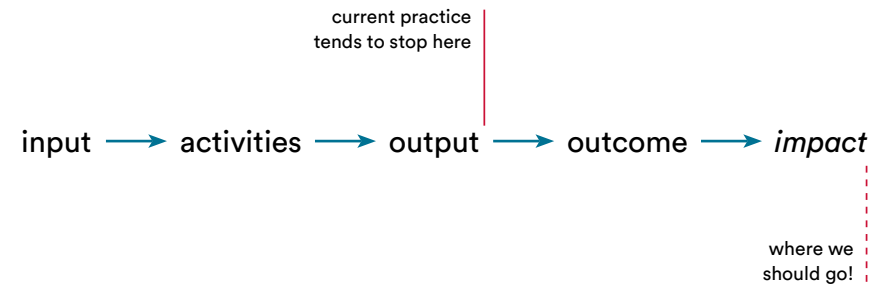 current practice
tends to stop here
input activities output outcome impact
where we
should go!